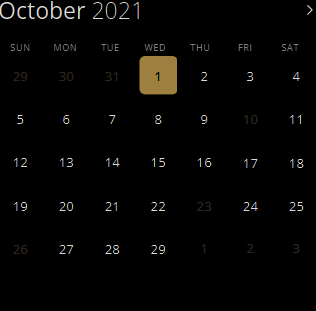 October 2021
SUN MON TUE WED THU FRI SAT
29 30 31 1 2 3 4
5 6 7 8 9 10 11
12 13 14 15 16 17 18
19 20 21 22 23 24 25
26 27 28 29 1 2 3